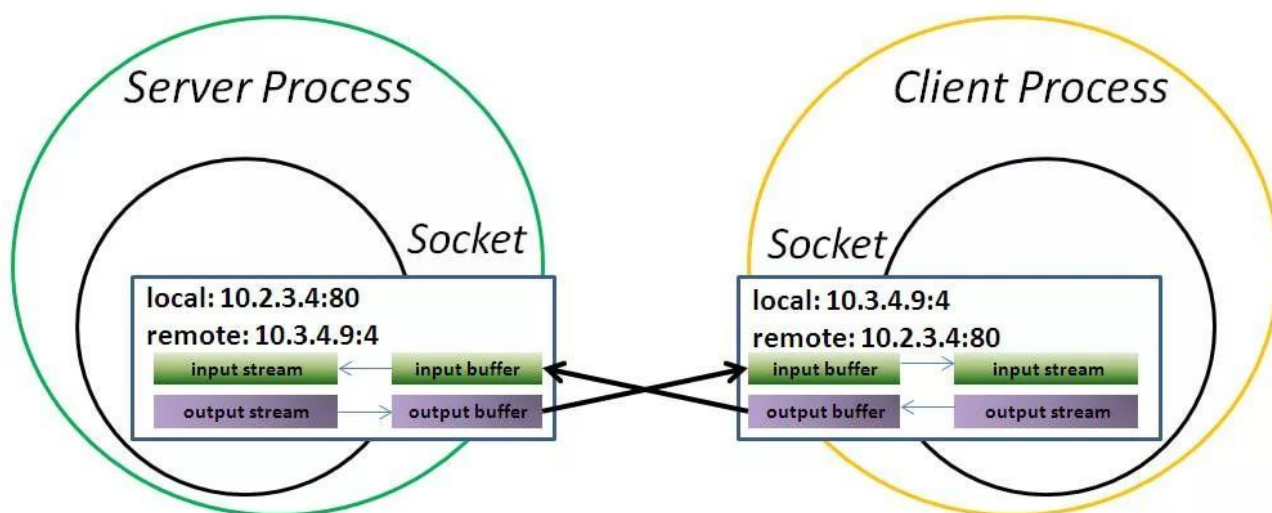 Server Process
Socket
local: 10.2.3.4:80
remote: 10.3.4.9:4
input stream
input buffer
output stream
output buffer
Client Process
Socket
local: 10.3.4.9:4
remote: 10.2.3.4:80
input buffer
input stream
output buffer
output stream